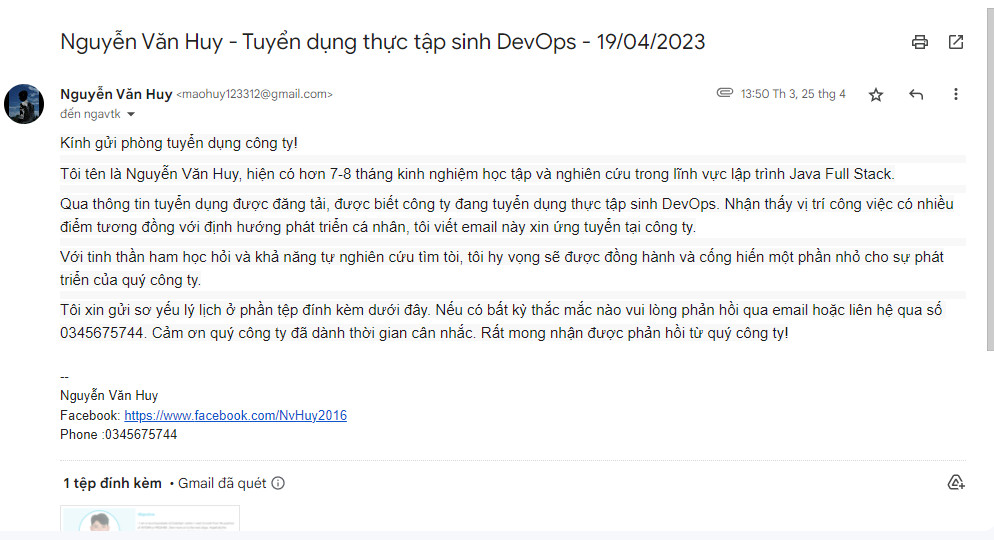 Nguyễn Văn Huy - Tuyển dụng thực tập sinh DevOps - 19/04/2023
Nguyễn Văn Huy <maohuy123312@gmail.com>
13:50 Th 3, 25 thg 4
đến ngavtk
Kính gửi phòng tuyển dụng công ty!
Tôi tên là Nguyễn Văn Huy, hiện có hơn 7-8 tháng kinh nghiệm học tập và nghiên cứu trong lĩnh vực lập trình Java Full Stack.
Qua thông tin tuyển dụng được đăng tải, được biết công ty đang tuyển dụng thực tập sinh DevOps. Nhận thấy vị trí công việc có nhiều
điểm tương đồng với định hướng phát triển cá nhân, tôi viết email này xin ứng tuyển tại công ty.
Với tinh thần ham học hỏi và khả năng tự nghiên cứu tìm tòi, tôi hy vọng sẽ được đồng hành và cống hiến một phần nhỏ cho sự phát
triển của quý công ty.
Tôi xin gửi sơ yếu lý lịch ở phần tệp đính kèm dưới đây. Nếu có bất kỳ thắc mắc nào vui lòng phản hồi qua email hoặc liên hệ qua số
0345675744. Cảm ơn quý công ty đã dành thời gian cân nhắc. Rất mong nhận được phản hồi từ quý công ty!
--
Nguyễn Văn Huy
Facebook: https://www.facebook.com/NvHuy2016
Phone :0345675744
1 tệp đính kèm • Gmail đã quét